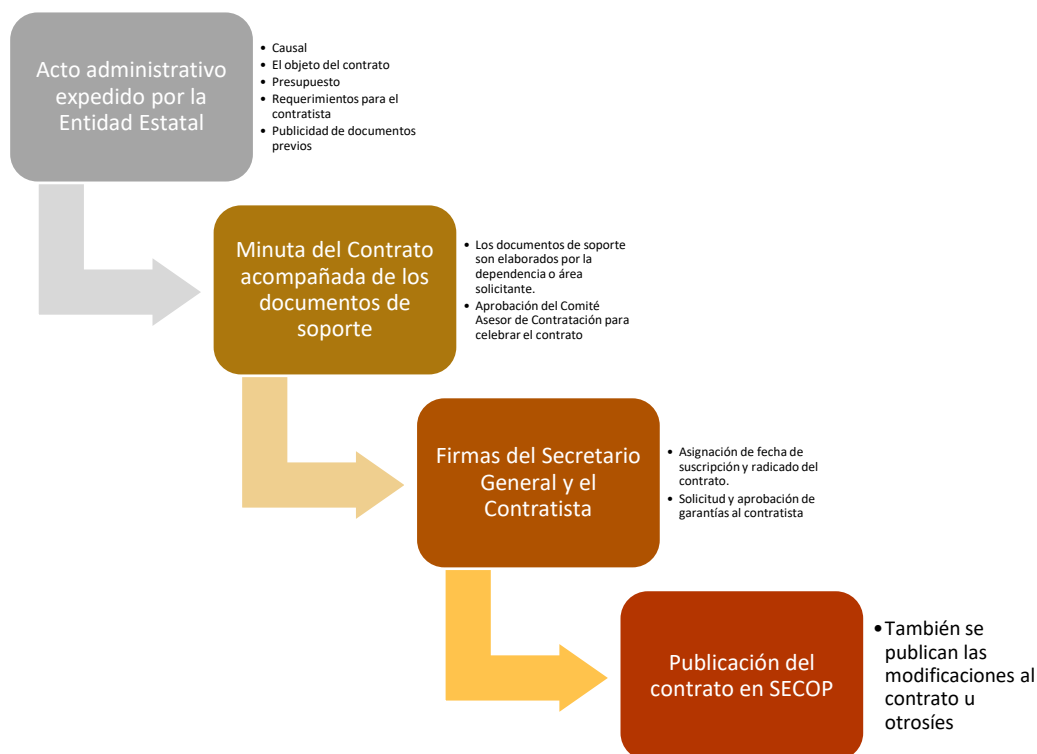 Acto administrativo
expedido por la
Entidad Estatal
• Causal
• El objeto del contrato
• Presupuesto
• Requerimientos para el
contratista
• Publicidad de documentos
previos
Minuta del Contrato
acompañada de los
documentos de
soporte
• Los documentos de soporte
son elaborados por la
dependencia o área
solicitante.
• Aprobación del Comité
Asesor de Contratación para
celebrar el contrato
Firmas del Secretario
General y el
Contratista
• Asignación de fecha de
suscripción y radicado del
contrato.
• Solicitud y aprobación de
garantías al contratista
Publicación del
contrato en SECOP
• También se
publican las
modificaciones al
contrato u
otrosíes